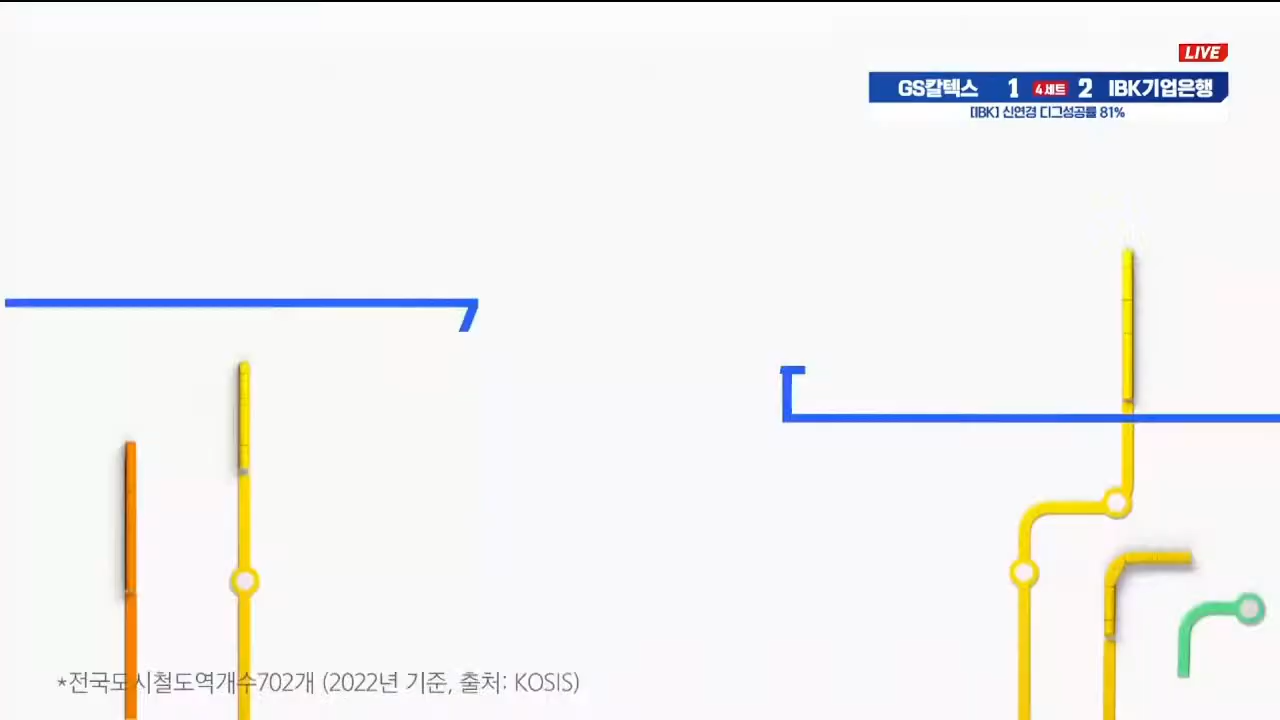 LIVE
GS칼텍스 1 4세트 2 IBK기업은행
[IBK] 신연경 디그성공률 81%
*전국도시철도역개수702개 (2022년 기준, 출처: KOSIS)